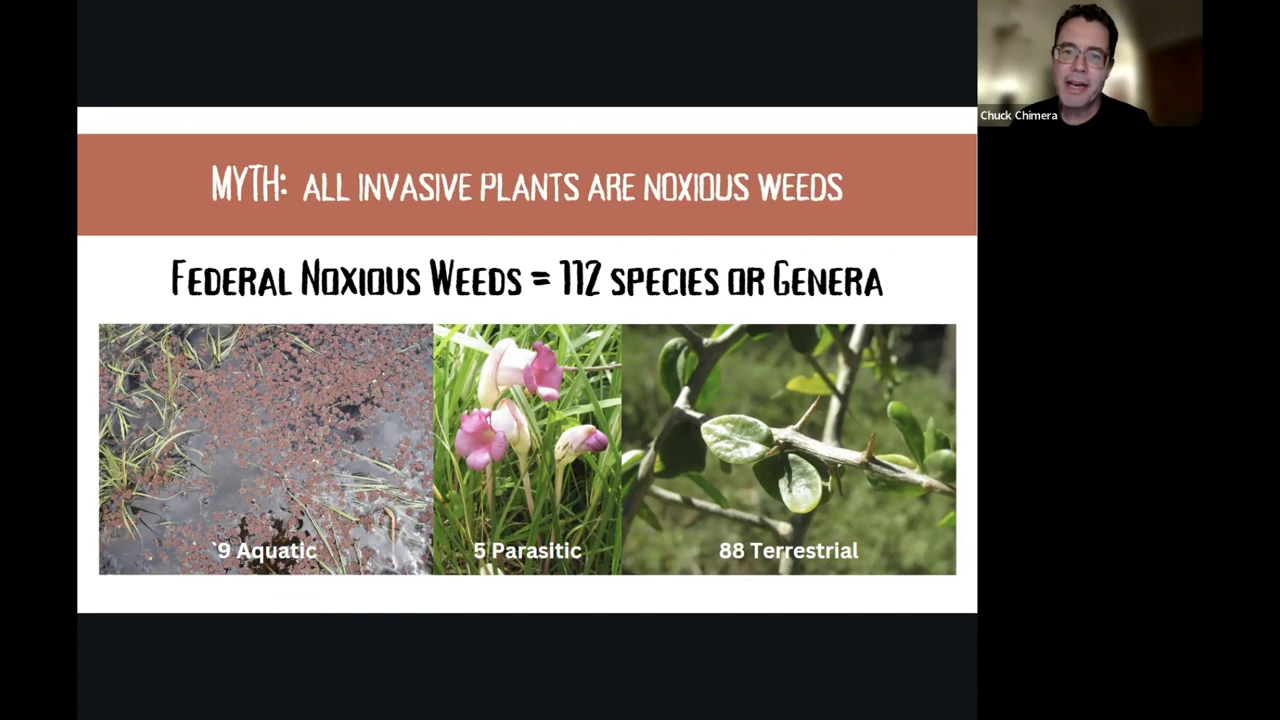 Chuck Chimera
MYTH: ALL INVASIVE PLANTS ARE NOXIOUS WEEDS
FEDERAL NOXIOUS WEEDS = 112 SPECIES OR GENERA
`9 Aquatic
5 Parasitic
88 Terrestrial